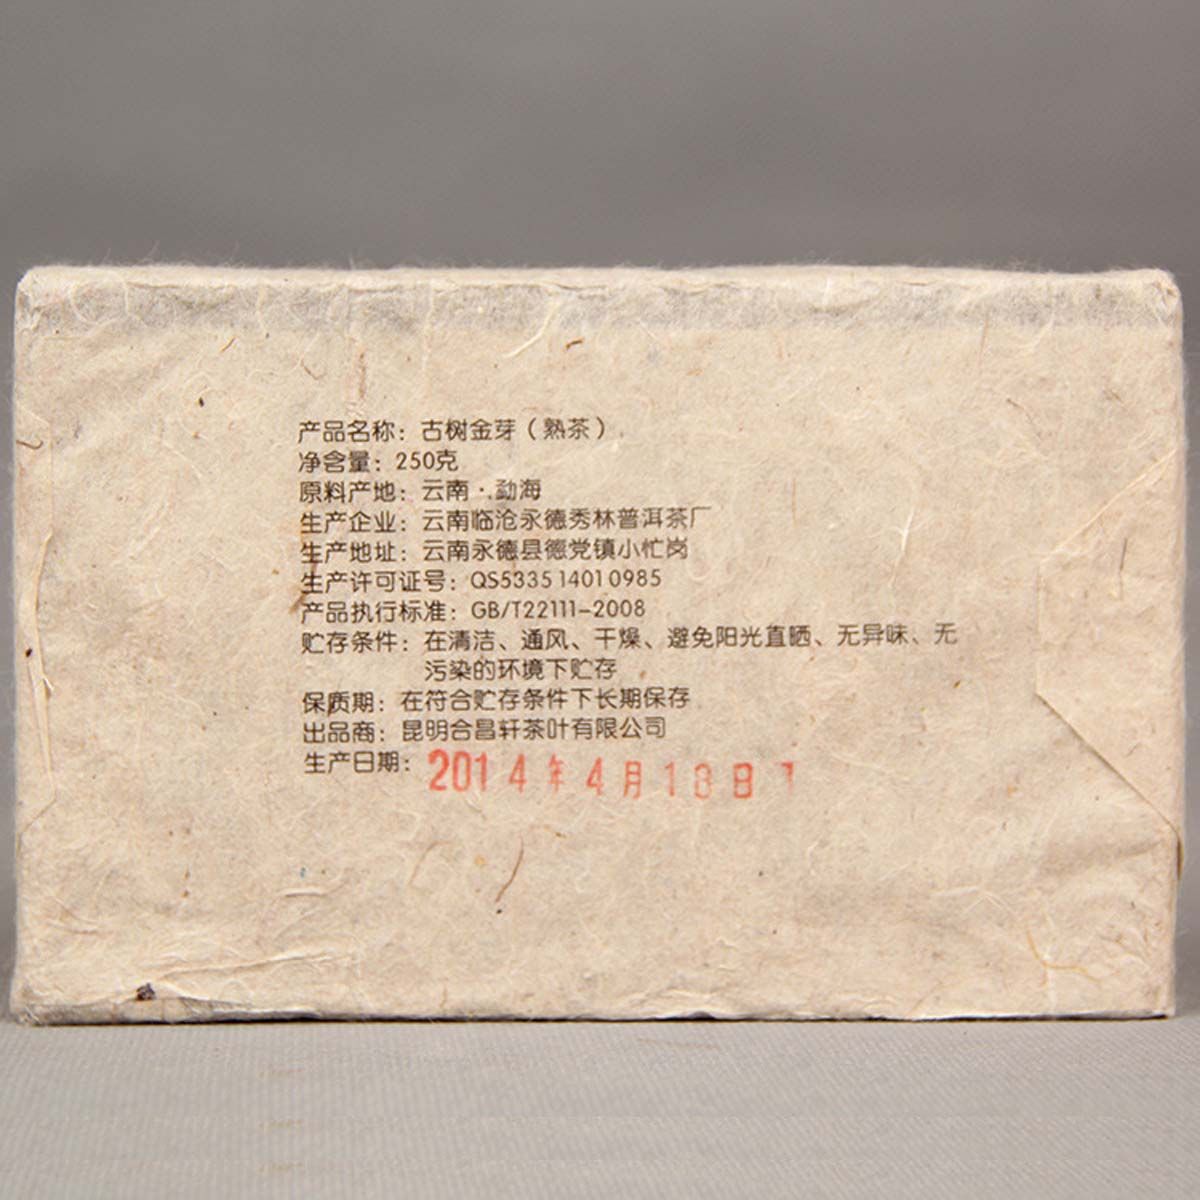 产品名称：古树金芽（熟茶）
净含量：250克
原料产地：云南·勐海
生产企业：云南临沧永德秀林普洱茶厂
生产地址：云南永德县德党镇小忙岗
生产许可证号：QS533514010985
产品执行标准：GB/T22111-2008
贮存条件：在清洁、通风、干燥、避免阳光直晒、无异味、无
污染的环境下贮存
保质期：在符合贮存条件下长期保存
出品商：昆明合昌轩茶叶有限公司
生产日期：2014年4月18日1